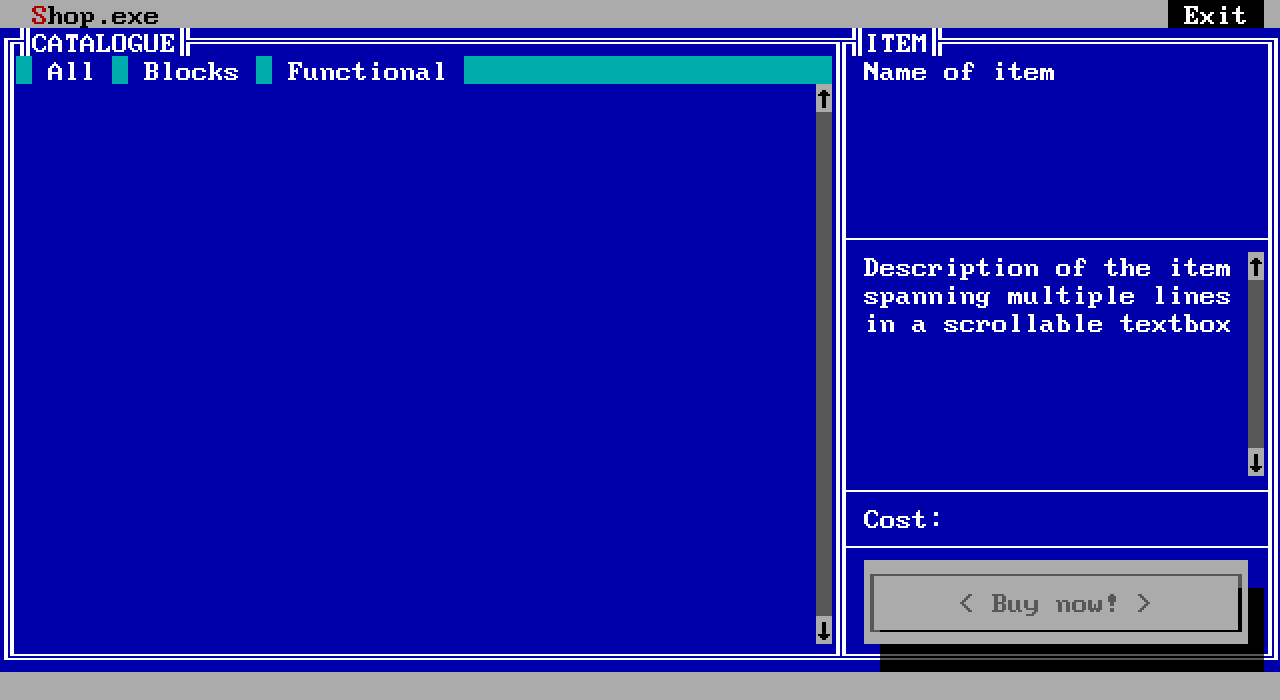 Shop.exe Exit
CATALOGUE
All Blocks Functional
ITEM
Name of item
Description of the item
spanning multiple lines
in a scrollable textbox
Cost:
< Buy now! >